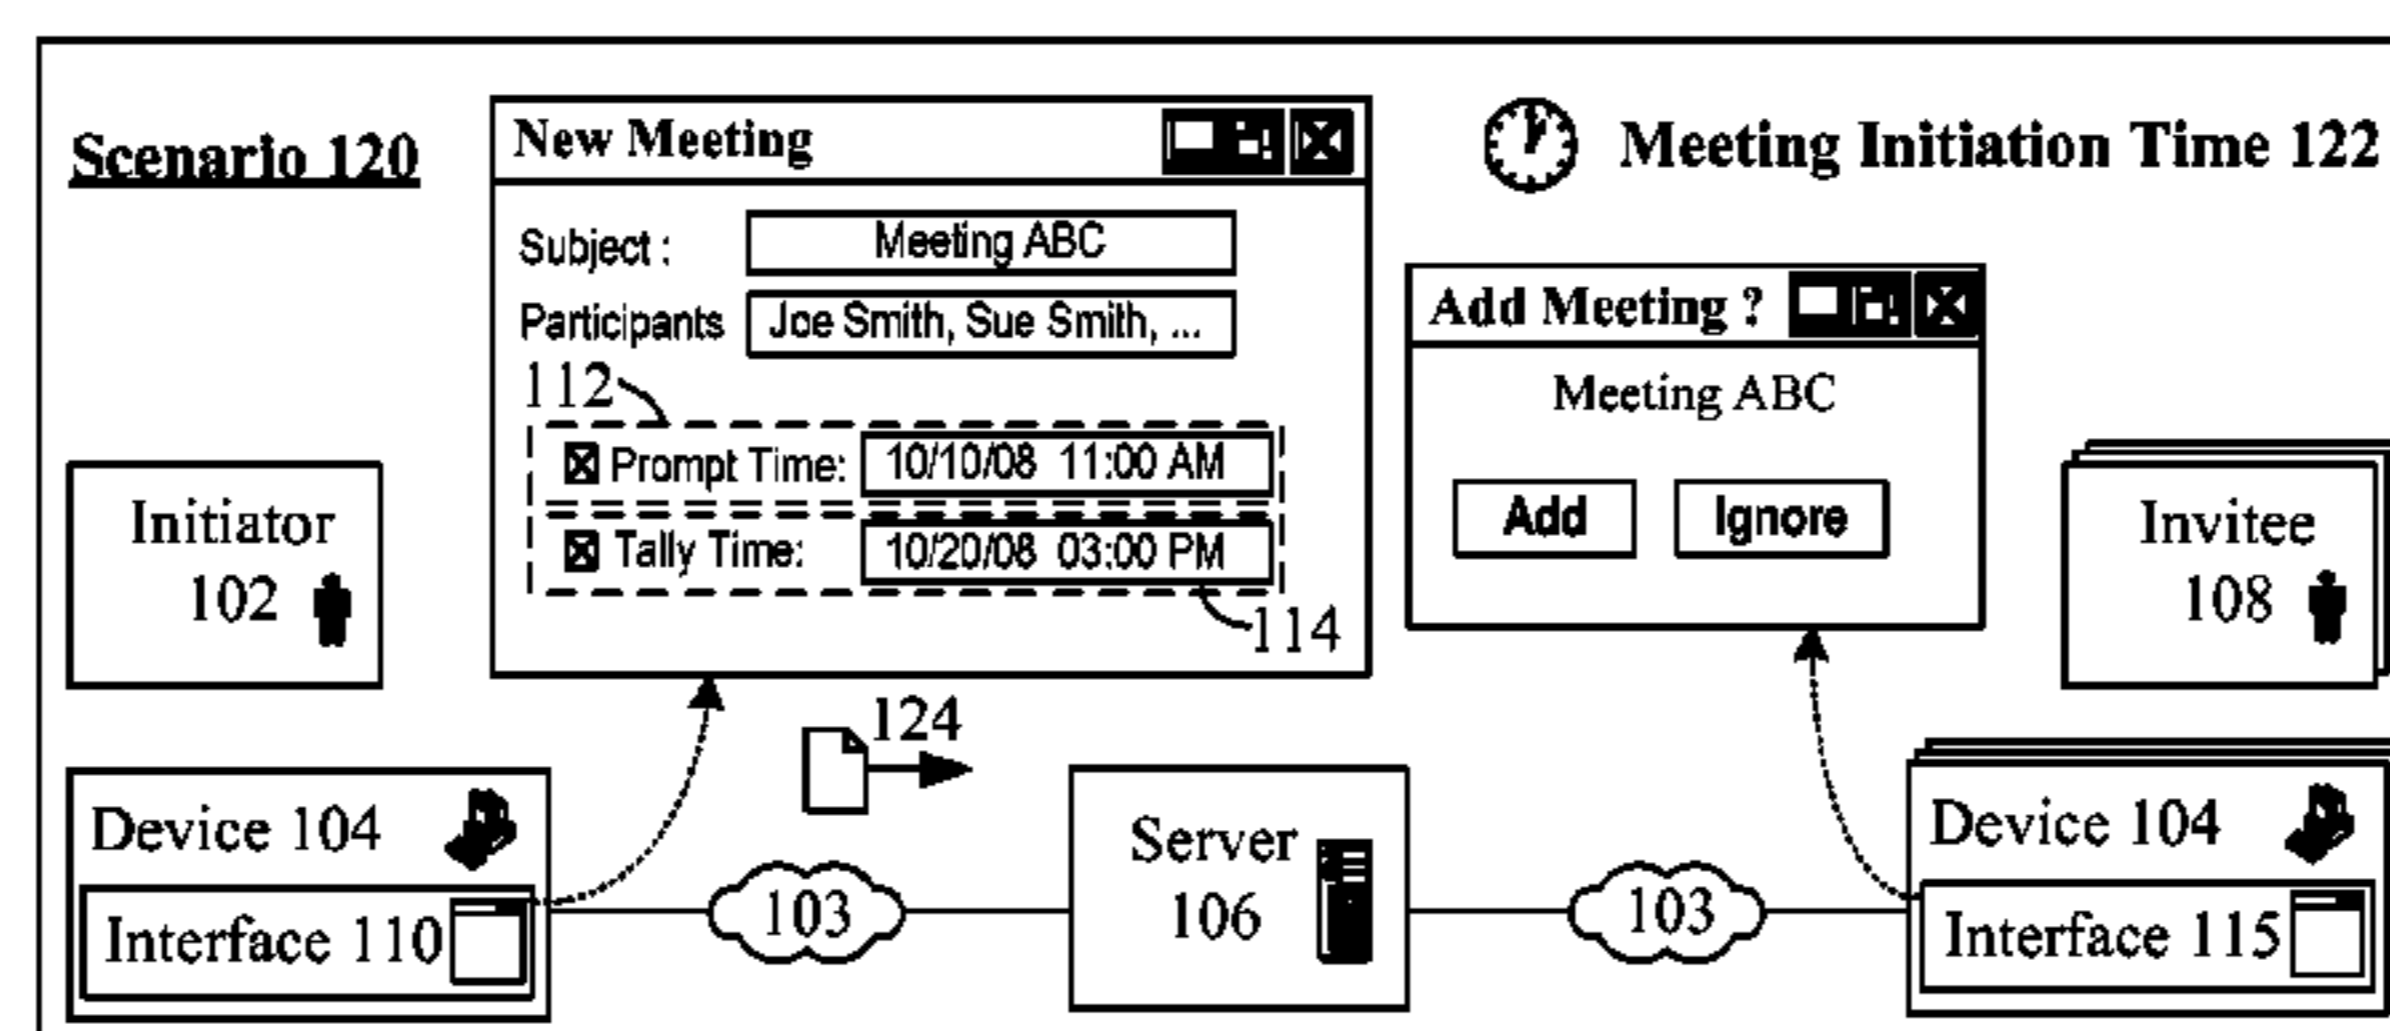 Scenario 120
New Meeting
Meeting Initiation Time 122
Subject :
Meeting ABC
Participants
Joe Smith, Sue Smith, ...
112
Prompt Time:
10/10/08 11:00 AM
Tally Time:
10/20/08 03:00 PM
114
Add Meeting ?
Meeting ABC
Add
Ignore
Initiator
102
Invitee
108
124
Device 104
Interface 110
103
Server
106
103
Device 104
Interface 115